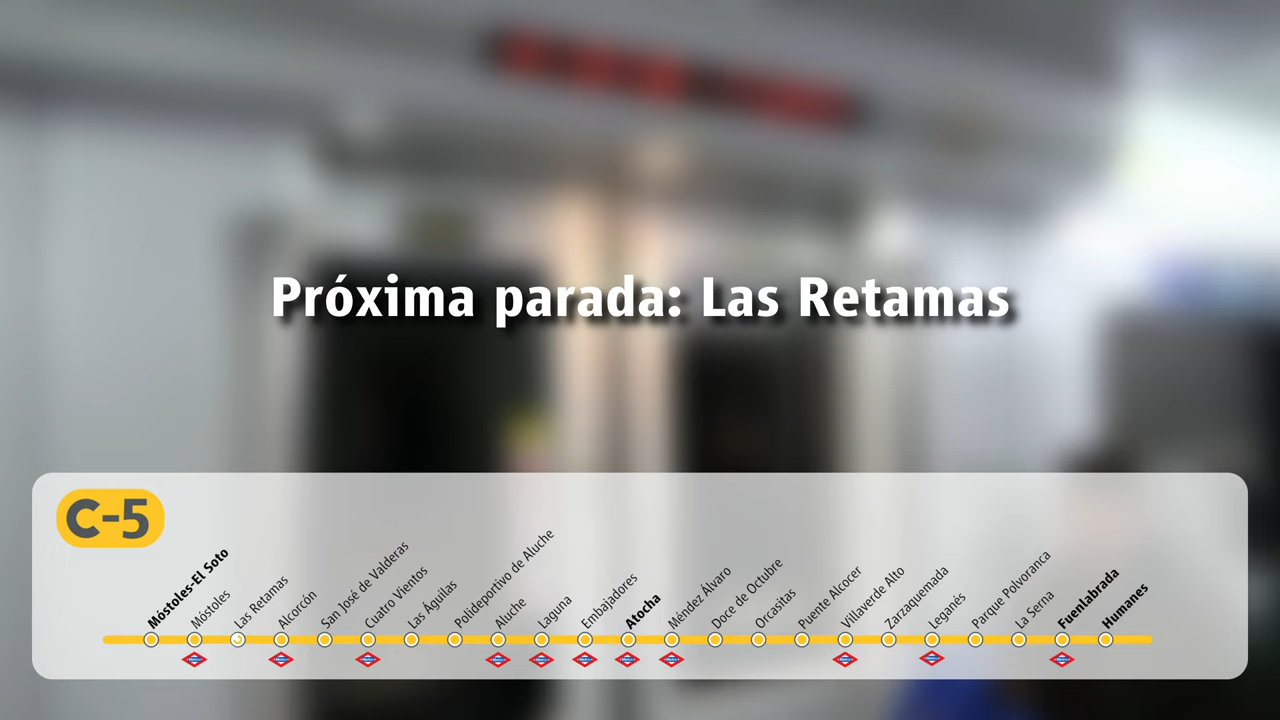 Próxima parada: Las Retamas
C-5
Móstoles-El Soto
Móstoles
Las Retamas
Alcorcón
San José de Valderas
Cuatro Vientos
Las Águilas
Polideportivo de Aluche
Aluche
Laguna
Embajadores
Atocha
Méndez Álvaro
Doce de Octubre
Orcasitas
Puente Alcocer
Villaverde Alto
Zarzaquemada
Leganés
Parque Polvoranca
La Serna
Fuenlabrada
Humanes